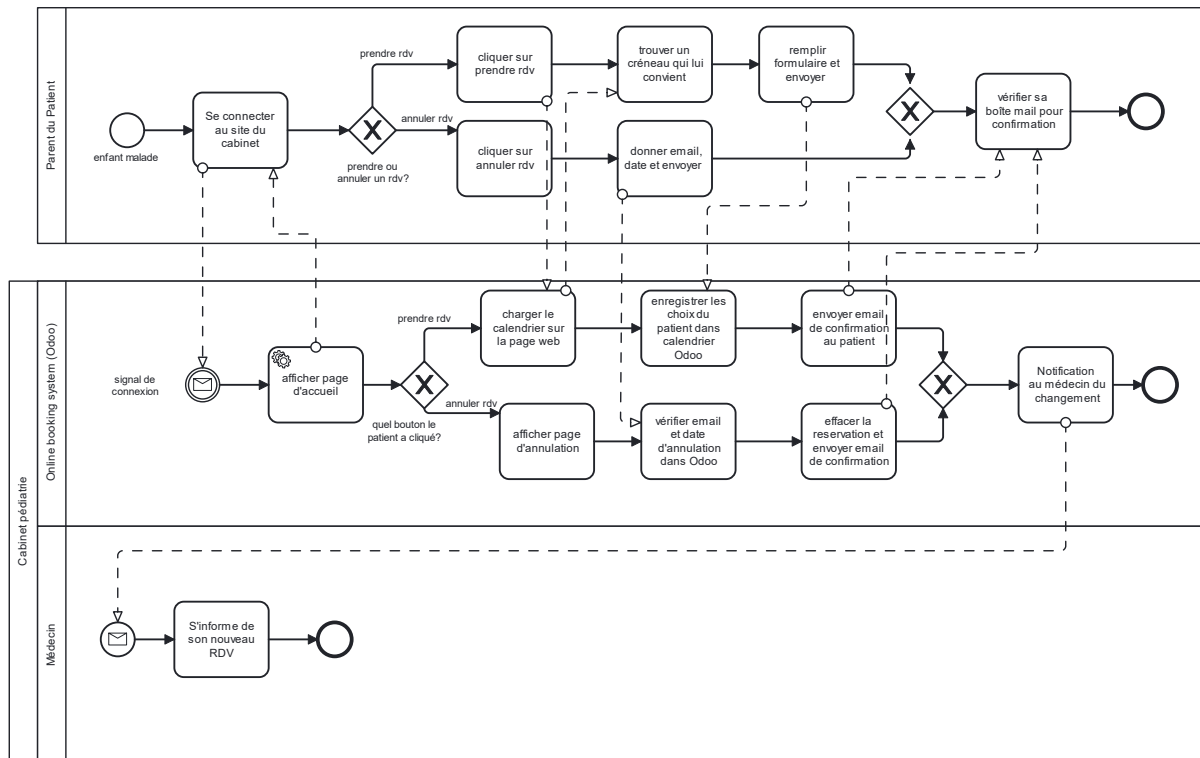 Parent du Patient
enfant malade
Se connecter
au site du
cabinet
prendre ou
annuler un rdv?
prendre rdv
annuler rdv
cliquer sur
prendre rdv
cliquer sur
annuler rdv
trouver un
créneau qui lui
convient
donner email,
date et envoyer
remplir
formulaire et
envoyer
vérifier sa
boîte mail pour
confirmation
Cabinet pédiatrie
Online booking system (Odoo)
signal de
connexion
afficher page
d'accueil
quel bouton le
patient a cliqué?
prendre rdv
annuler rdv
charger le
calendrier sur
la page web
afficher page
d'annulation
enregistrer les
choix du
patient dans
calendrier
Odoo
vérifier email
et date
d'annulation
dans Odoo
envoyer email
de confirmation
au patient
effacer la
reservation et
envoyer email
de confirmation
Notification
au médecin du
changement
Médecin
S'informe de
son nouveau
RDV